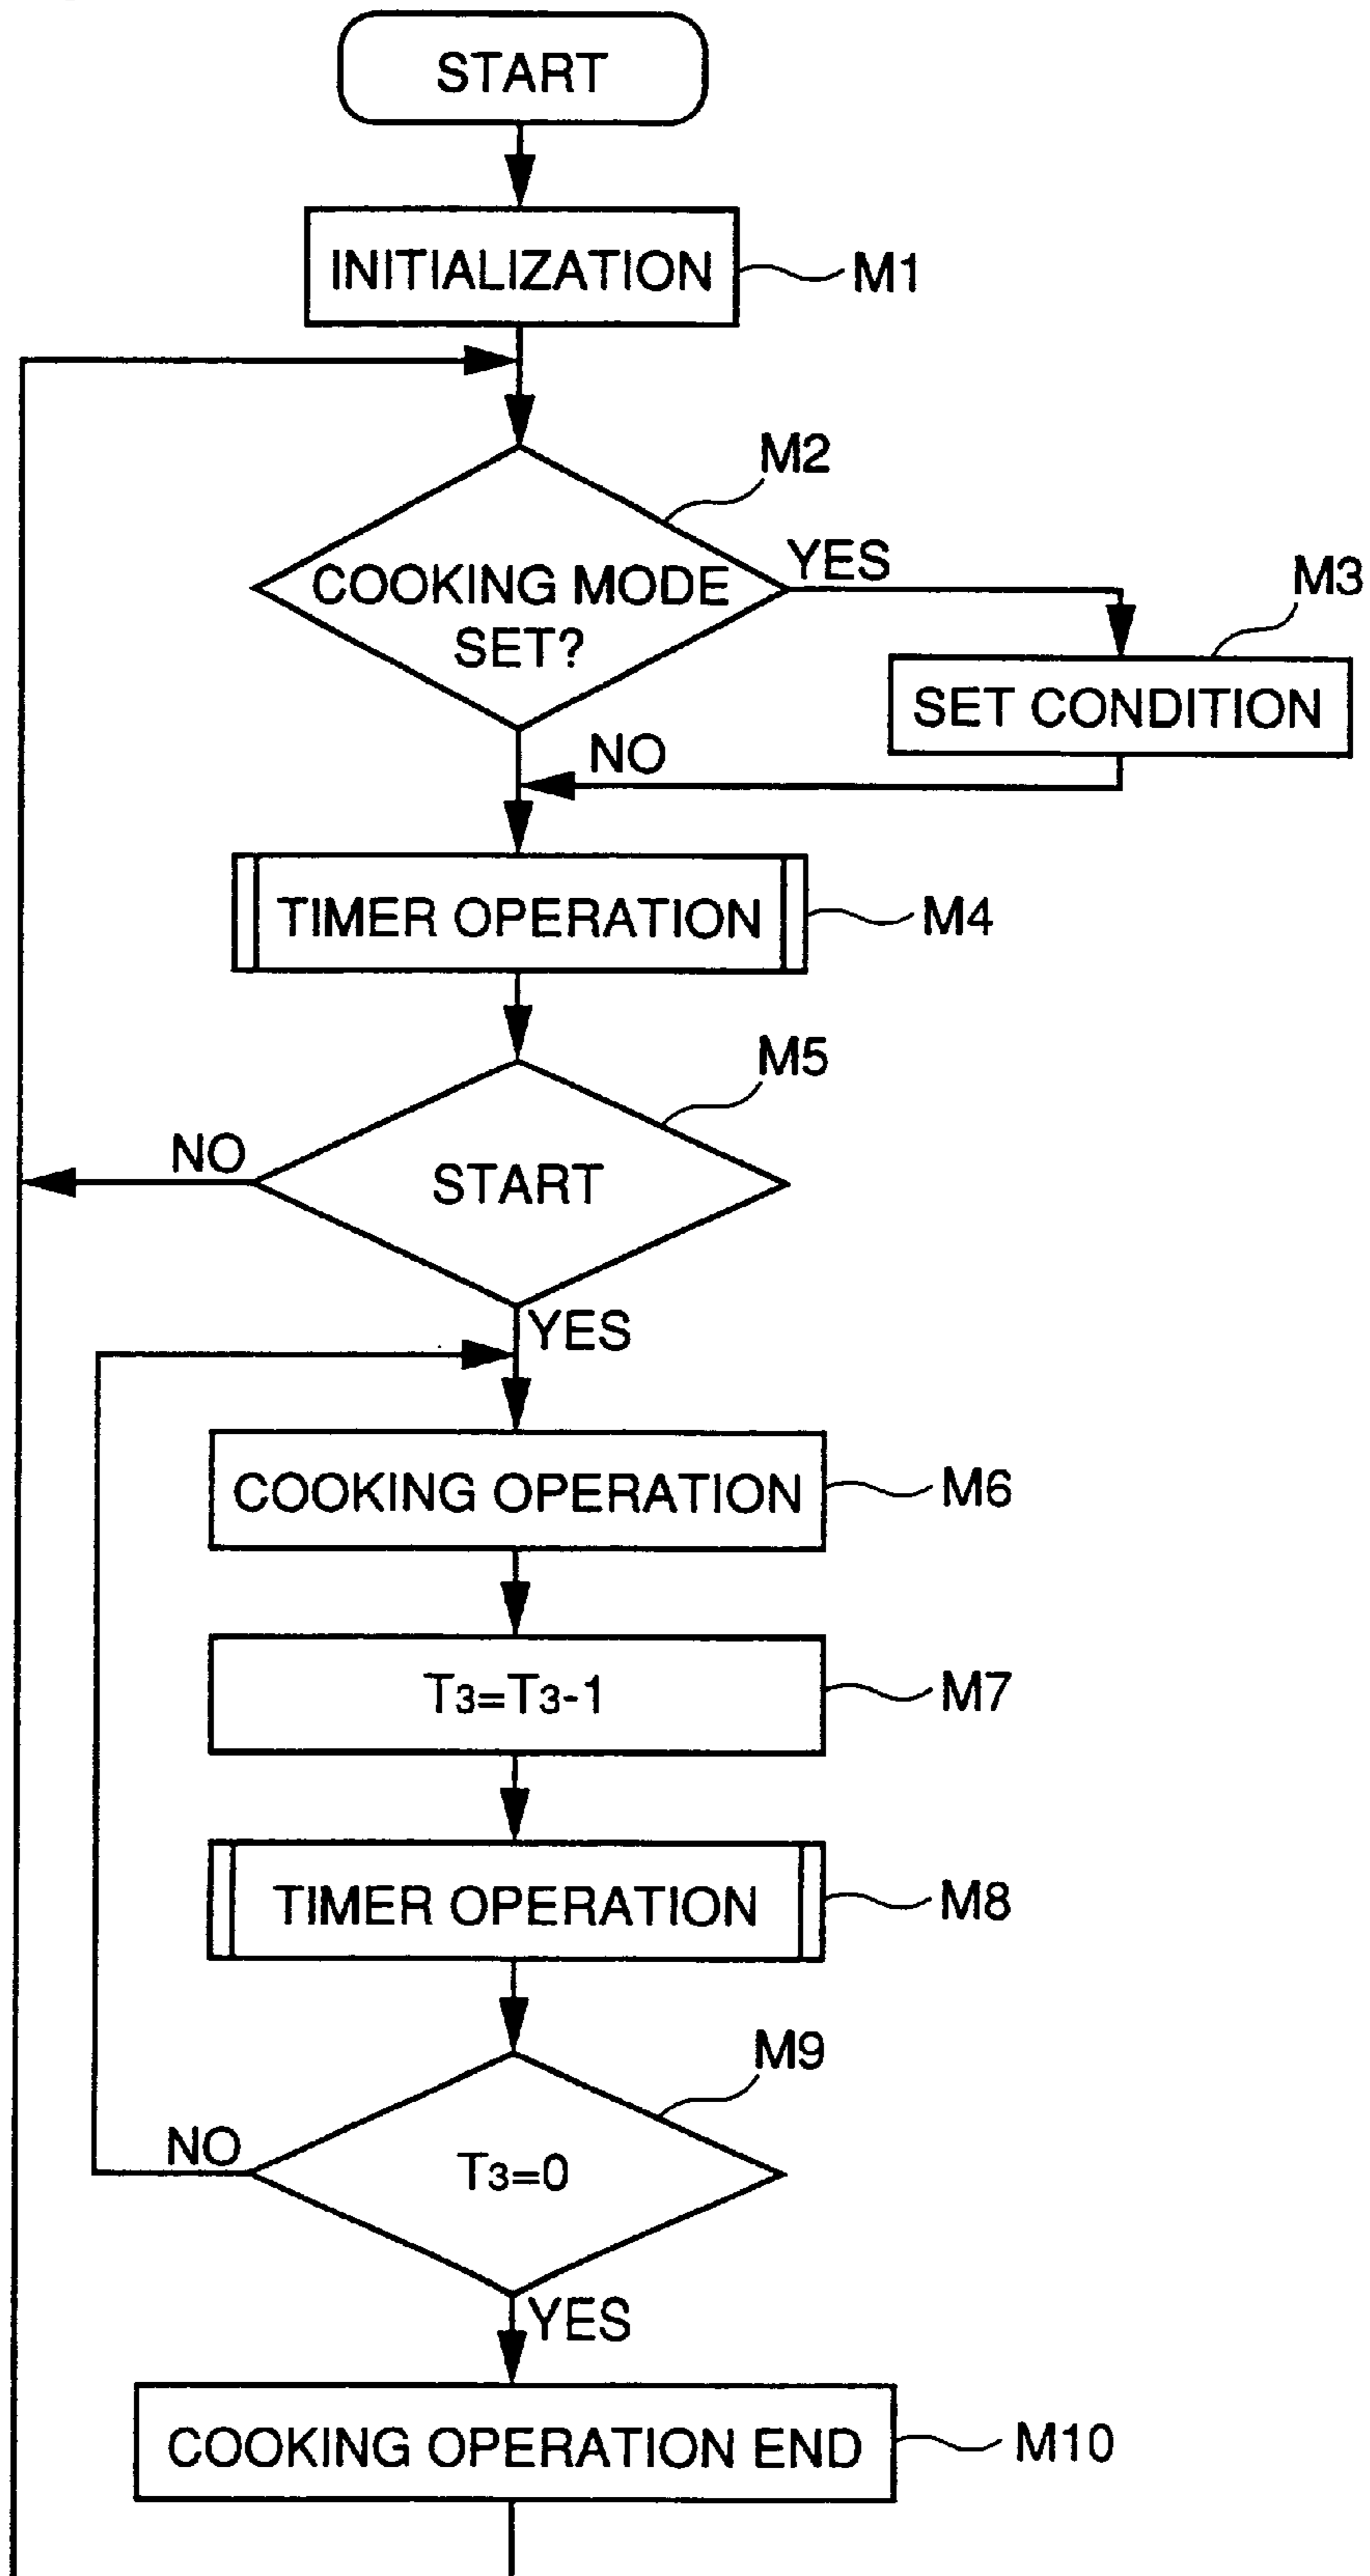 START
INITIALIZATION
M1
M2
COOKING MODE
SET?
YES
M3
SET CONDITION
NO
TIMER OPERATION
M4
M5
START
NO
YES
COOKING OPERATION
M6
T3=T3-1
M7
TIMER OPERATION
M8
M9
T3=0
NO
YES
COOKING OPERATION END
M10